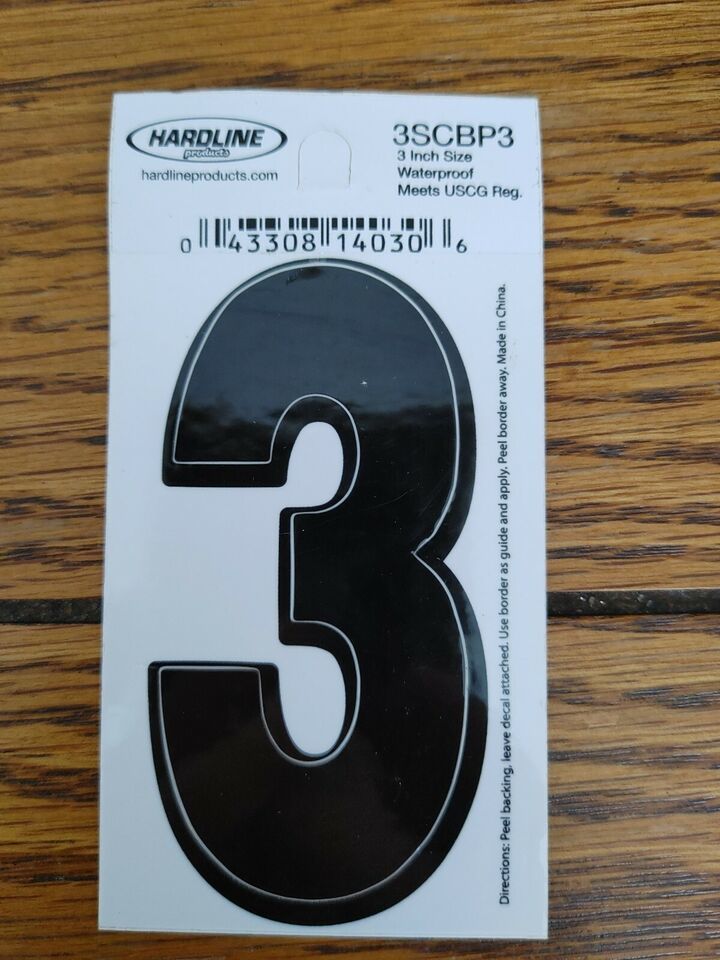 HARDLINE
products
hardlineproducts.com
3SCBP3
3 Inch Size
Waterproof
Meets USCG Reg.
0 43308 14030 6
3
Directions: Peel backing, leave decal attached. Use border as guide and apply. Peel border away. Made in China.